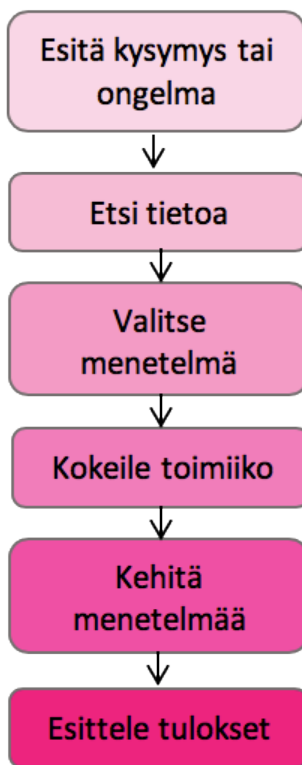 Esitä kysymys tai
ongelma
Etsi tietoa
Valitse
menetelmä
Kokeile toimiiko
Kehitä
menetelmää
Esittele tulokset